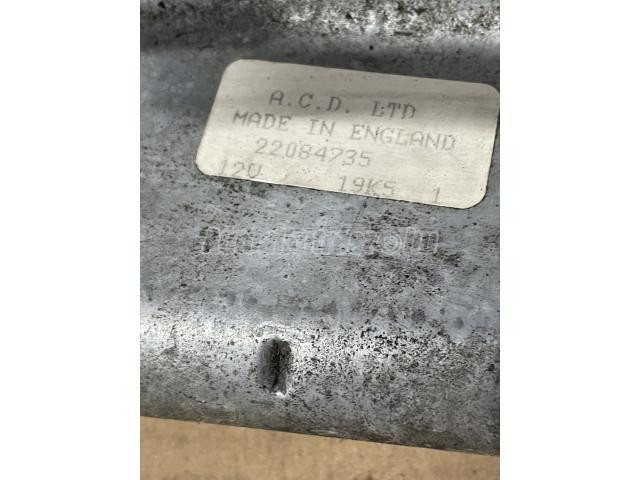 A.C.D. LTD
MADE IN ENGLAND
22084735
12V 19K5 1